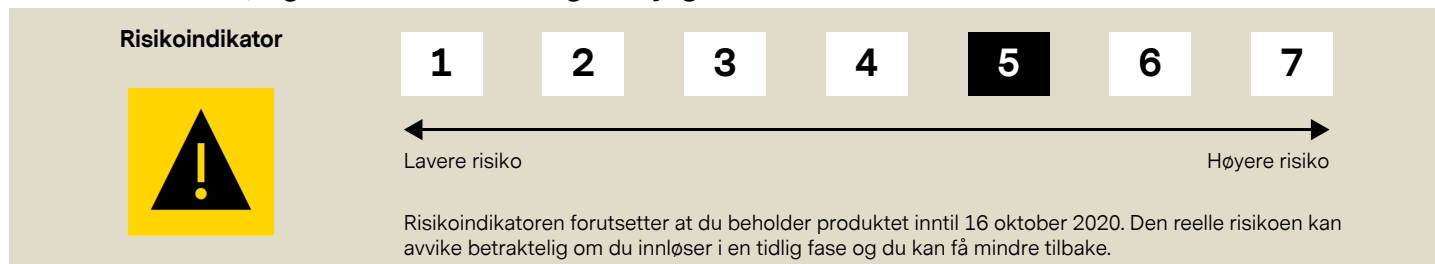 Risikoindikator
1 2 3 4 5 6 7
Lavere risiko Høyere risiko
Risikoindikatoren forutsetter at du beholder produktet inntil 16 oktober 2020. Den reelle risikoen kan
avvike betraktelig om du innløser i en tidlig fase og du kan få mindre tilbake.